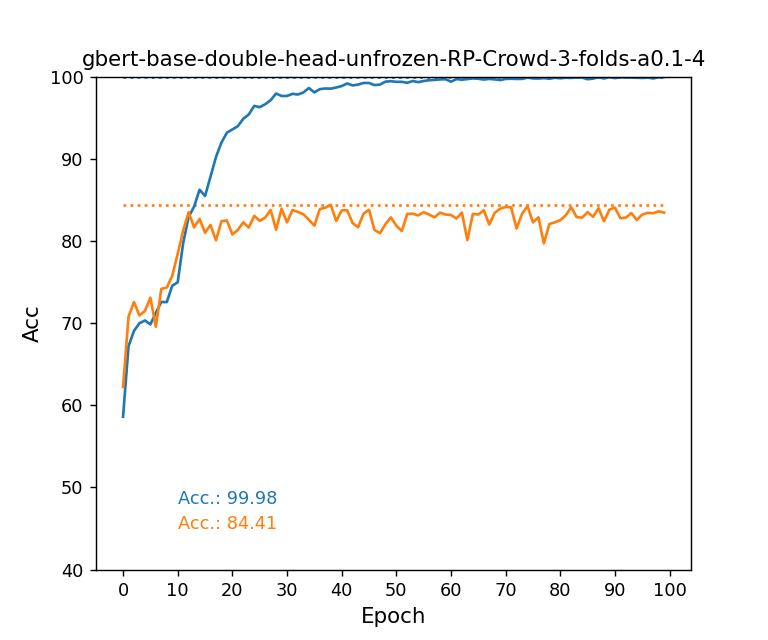 gbert-base-double-head-unfrozen-RP-Crowd-3-folds-a0.1-4
100
90
80
70
60
50
40
Acc
Acc.: 99.98
Acc.: 84.41
0 10 20 30 40 50 60 70 80 90 100
Epoch